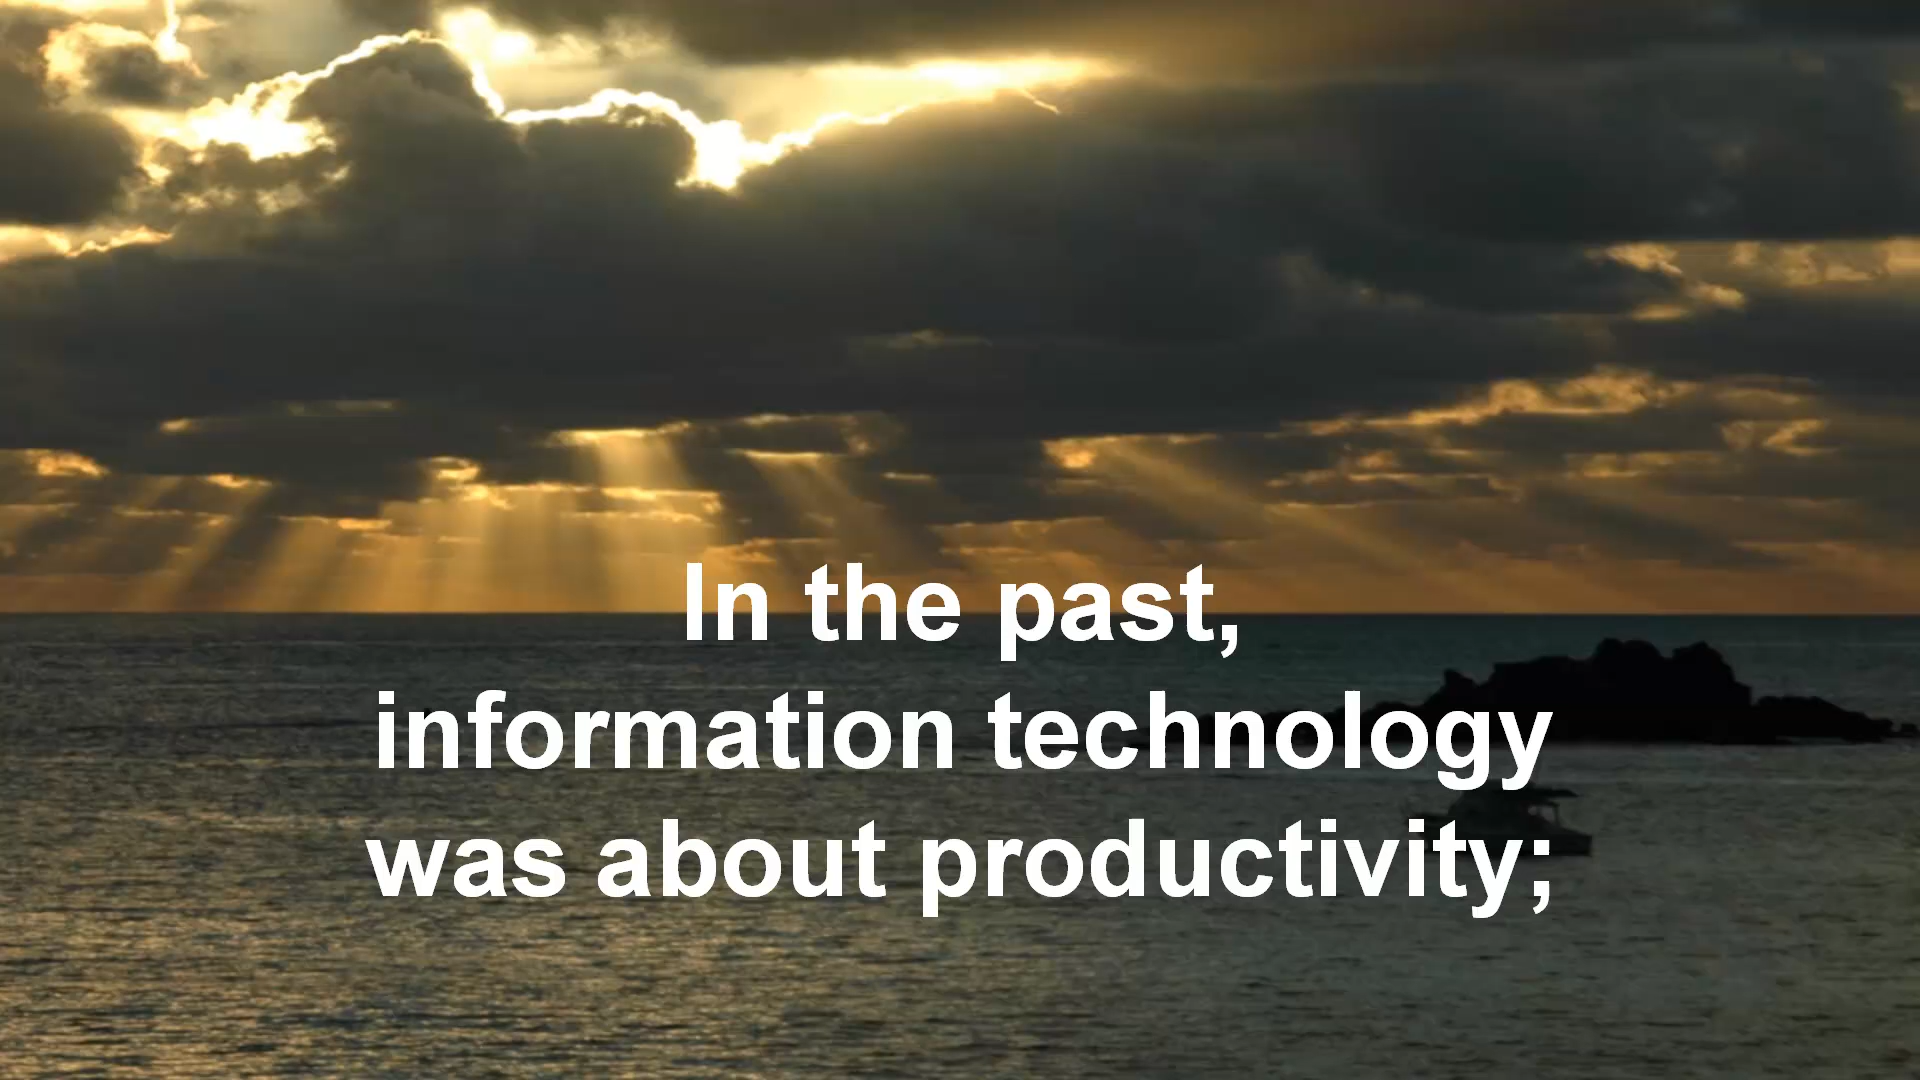 In the past,
information technology
was about productivity;